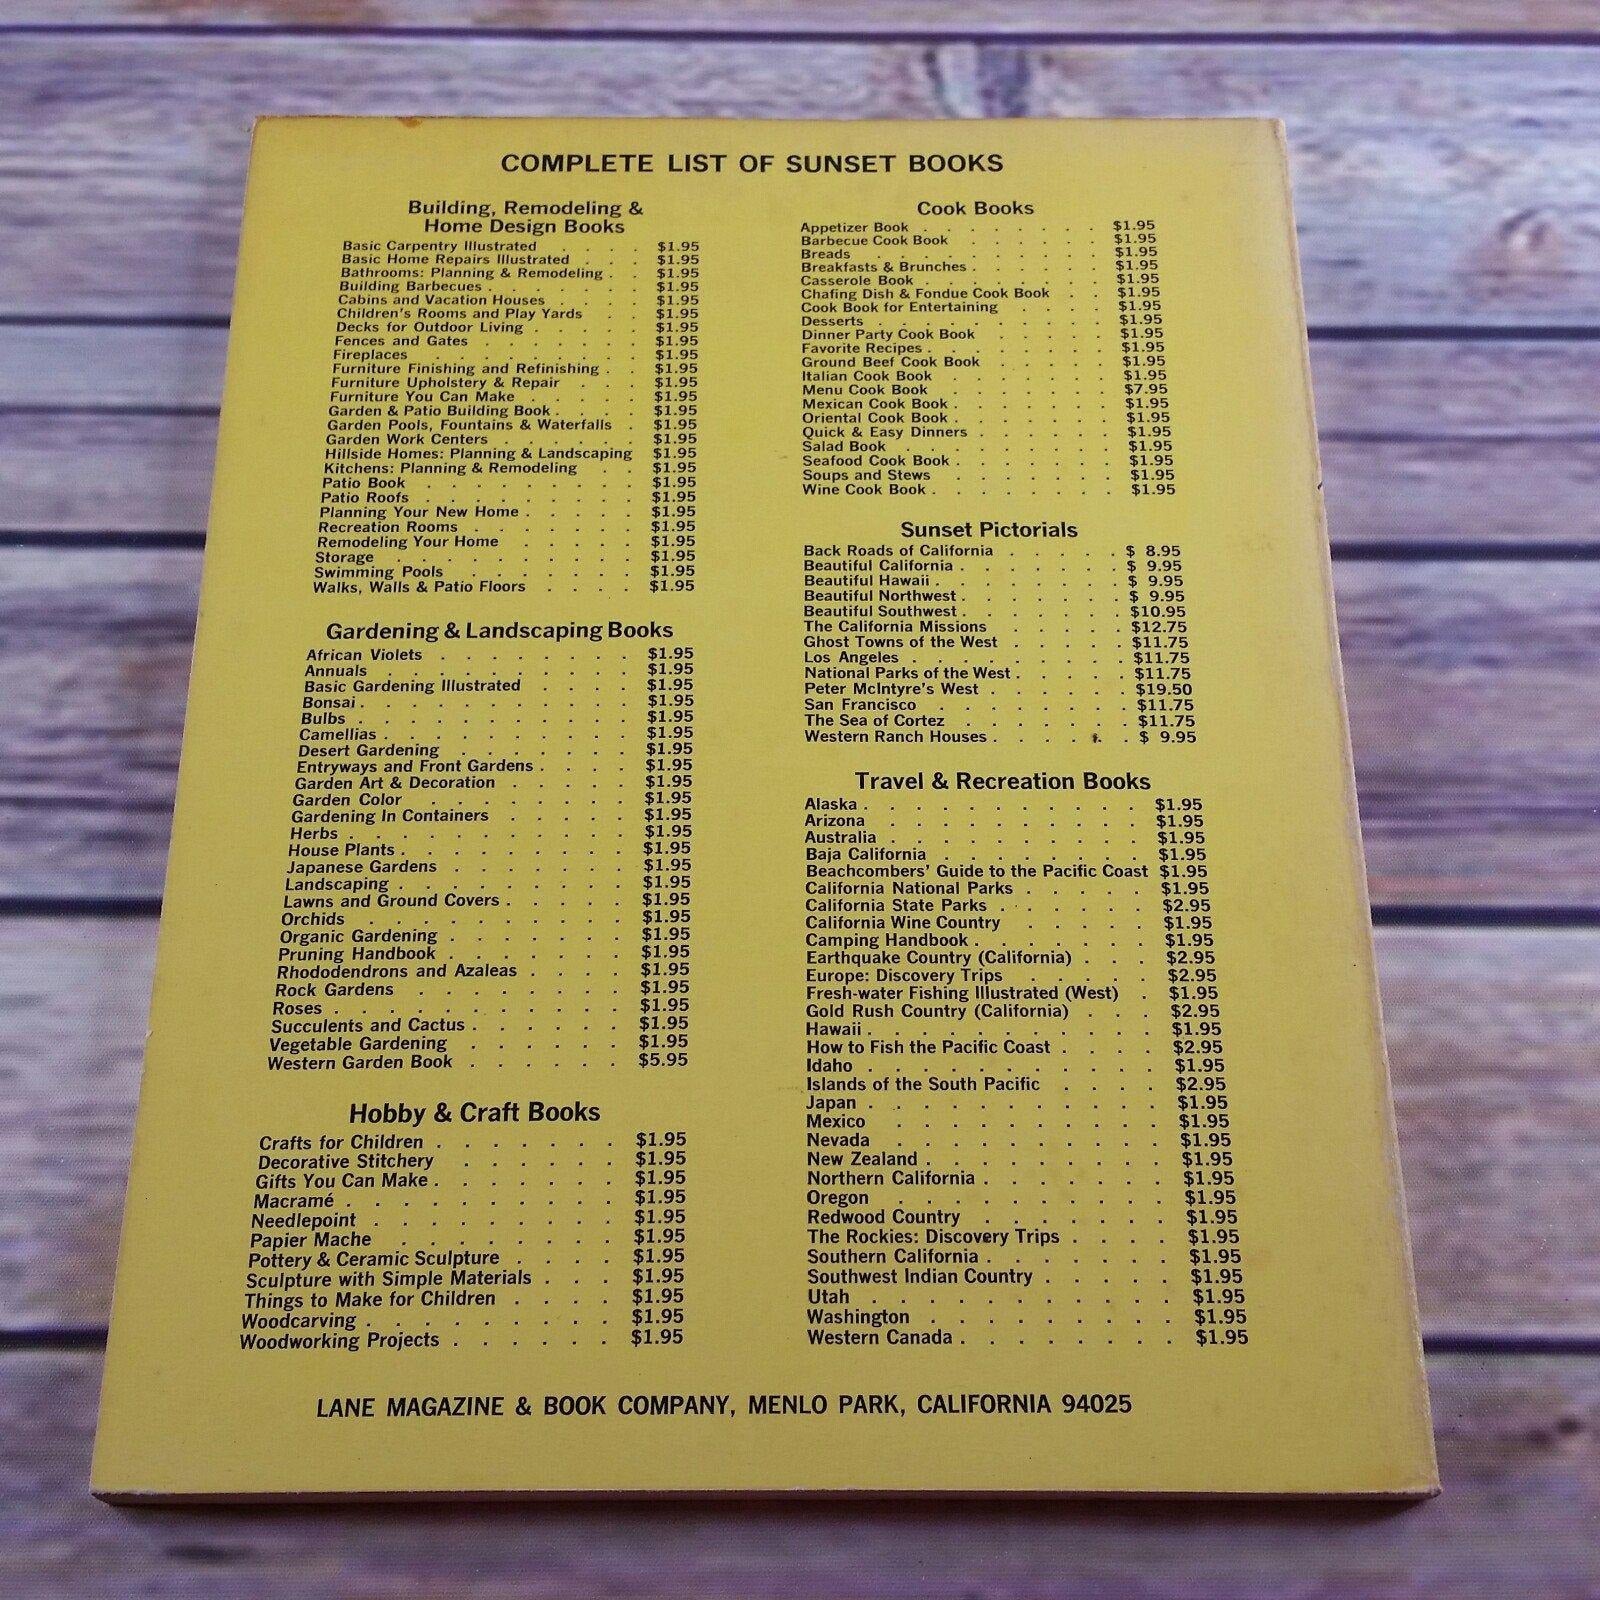 COMPLETE LIST OF SUNSET BOOKS
Building, Remodeling &
Home Design Books
Basic Carpentry Illustrated . . . . $1.95
Basic Home Repairs Illustrated . . . $1.95
Bathrooms: Planning & Remodeling . . $1.95
Building Barbecues . . . . . . . $1.95
Cabins and Vacation Houses . . . . $1.95
Children's Rooms and Play Yards . . $1.95
Decks for Outdoor Living . . . . . $1.95
Fences and Gates . . . . . . . $1.95
Fireplaces . . . . . . . . . $1.95
Furniture Finishing and Refinishing . . $1.95
Furniture Upholstery & Repair . . . $1.95
Furniture You Can Make . . . . . $1.95
Garden & Patio Building Book . . . . $1.95
Garden Pools, Fountains & Waterfalls . $1.95
Garden Work Centers . . . . . . $1.95
Hillside Homes: Planning & Landscaping $1.95
Kitchens: Planning & Remodeling . . $1.95
Patio Book . . . . . . . . . $1.95
Patio Roofs . . . . . . . . . $1.95
Planning Your New Home . . . . . $1.95
Recreation Rooms . . . . . . . $1.95
Remodeling Your Home . . . . . $1.95
Storage . . . . . . . . . . $1.95
Swimming Pools . . . . . . . $1.95
Walks, Walls & Patio Floors . . . . $1.95
Gardening & Landscaping Books
African Violets . . . . . . . . $1.95
Annuals . . . . . . . . . . $1.95
Basic Gardening Illustrated . . . . $1.95
Bonsai . . . . . . . . . . . $1.95
Bulbs . . . . . . . . . . . $1.95
Camellias . . . . . . . . . . $1.95
Desert Gardening . . . . . . . $1.95
Entryways and Front Gardens . . . . $1.95
Garden Art & Decoration . . . . . $1.95
Garden Color . . . . . . . . $1.95
Gardening In Containers . . . . . $1.95
Herbs . . . . . . . . . . . $1.95
House Plants . . . . . . . . . $1.95
Japanese Gardens . . . . . . . $1.95
Landscaping . . . . . . . . . $1.95
Lawns and Ground Covers . . . . . $1.95
Orchids . . . . . . . . . . $1.95
Organic Gardening . . . . . . . $1.95
Pruning Handbook . . . . . . . $1.95
Rhododendrons and Azaleas . . . . $1.95
Rock Gardens . . . . . . . . $1.95
Roses . . . . . . . . . . . $1.95
Succulents and Cactus . . . . . . $1.95
Vegetable Gardening . . . . . . $1.95
Western Garden Book . . . . . . $5.95
Hobby & Craft Books
Crafts for Children . . . . . . . $1.95
Decorative Stitchery . . . . . . $1.95
Gifts You Can Make . . . . . . . $1.95
Macramé . . . . . . . . . . $1.95
Needlepoint . . . . . . . . . $1.95
Papier Mache . . . . . . . . $1.95
Pottery & Ceramic Sculpture . . . . $1.95
Sculpture with Simple Materials . . . $1.95
Things to Make for Children . . . . $1.95
Woodcarving . . . . . . . . . $1.95
Woodworking Projects . . . . . . $1.95
Cook Books
Appetizer Book . . . . . . . . $1.95
Barbecue Cook Book . . . . . . $1.95
Breads . . . . . . . . . . $1.95
Breakfasts & Brunches . . . . . . $1.95
Casserole Book . . . . . . . . $1.95
Chafing Dish & Fondue Cook Book . . $1.95
Cook Book for Entertaining . . . . $1.95
Desserts . . . . . . . . . . $1.95
Dinner Party Cook Book . . . . . $1.95
Favorite Recipes . . . . . . . . $1.95
Ground Beef Cook Book . . . . . $1.95
Italian Cook Book . . . . . . . $1.95
Menu Cook Book . . . . . . . $7.95
Mexican Cook Book . . . . . . . $1.95
Oriental Cook Book . . . . . . . $1.95
Quick & Easy Dinners . . . . . . $1.95
Salad Book . . . . . . . . . $1.95
Seafood Cook Book . . . . . . . $1.95
Soups and Stews . . . . . . . $1.95
Wine Cook Book . . . . . . . . $1.95
Sunset Pictorials
Back Roads of California . . . . . $ 8.95
Beautiful California . . . . . . . $ 9.95
Beautiful Hawaii . . . . . . . . $ 9.95
Beautiful Northwest . . . . . . . $ 9.95
Beautiful Southwest . . . . . . . $10.95
The California Missions . . . . . $12.75
Ghost Towns of the West . . . . . $11.75
Los Angeles . . . . . . . . . $11.75
National Parks of the West . . . . . $11.75
Peter McIntyre's West . . . . . . $19.50
San Francisco . . . . . . . . $11.75
The Sea of Cortez . . . . . . . $11.75
Western Ranch Houses . . . . . . $ 9.95
Travel & Recreation Books
Alaska . . . . . . . . . . . $1.95
Arizona . . . . . . . . . . $1.95
Australia . . . . . . . . . . $1.95
Baja California . . . . . . . . $1.95
Beachcombers' Guide to the Pacific Coast $1.95
California National Parks . . . . . $1.95
California State Parks . . . . . . $2.95
California Wine Country . . . . . $1.95
Camping Handbook . . . . . . . $1.95
Earthquake Country (California) . . . $2.95
Europe: Discovery Trips . . . . . $2.95
Fresh-water Fishing Illustrated (West) . $1.95
Gold Rush Country (California) . . . $2.95
Hawaii . . . . . . . . . . . $1.95
How to Fish the Pacific Coast . . . . $2.95
Idaho . . . . . . . . . . . $1.95
Islands of the South Pacific . . . . $2.95
Japan . . . . . . . . . . . $1.95
Mexico . . . . . . . . . . $1.95
Nevada . . . . . . . . . . $1.95
New Zealand . . . . . . . . . $1.95
Northern California . . . . . . . $1.95
Oregon . . . . . . . . . . $1.95
Redwood Country . . . . . . . $1.95
The Rockies: Discovery Trips . . . . $1.95
Southern California . . . . . . . $1.95
Southwest Indian Country . . . . . $1.95
Utah . . . . . . . . . . . $1.95
Washington . . . . . . . . . $1.95
Western Canada . . . . . . . . $1.95
LANE MAGAZINE & BOOK COMPANY, MENLO PARK, CALIFORNIA 94025